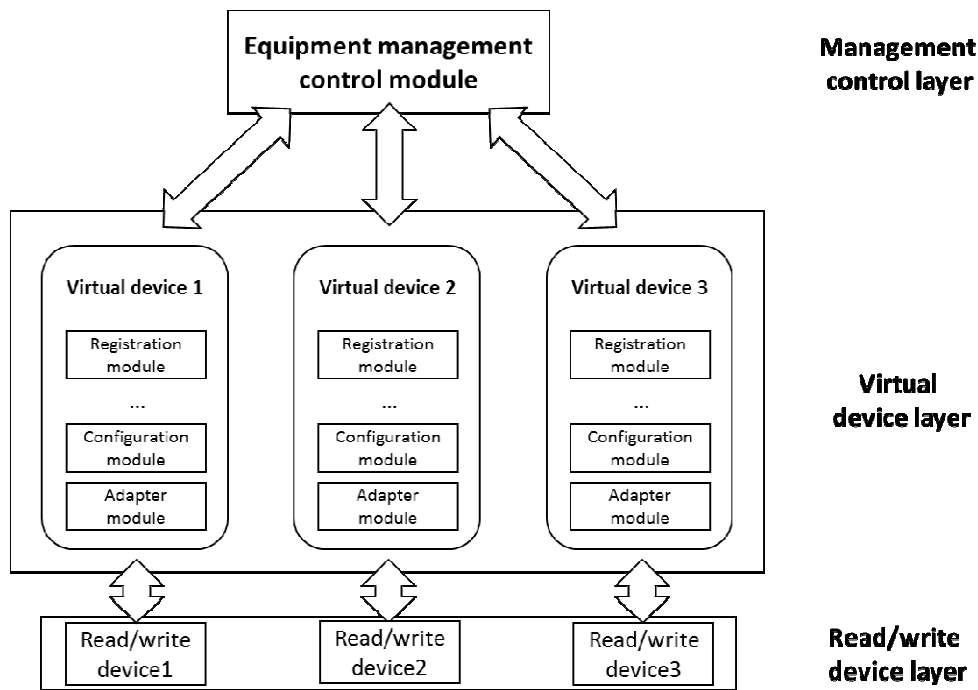 Equipment management
control module
Management
control layer
Virtual device 1
Registration
module
...
Configuration
module
Adapter
module
Virtual device 2
Registration
module
...
Configuration
module
Adapter
module
Virtual device 3
Registration
module
...
Configuration
module
Adapter
module
Virtual
device layer
Read/write
device1
Read/write
device2
Read/write
device3
Read/write
device layer